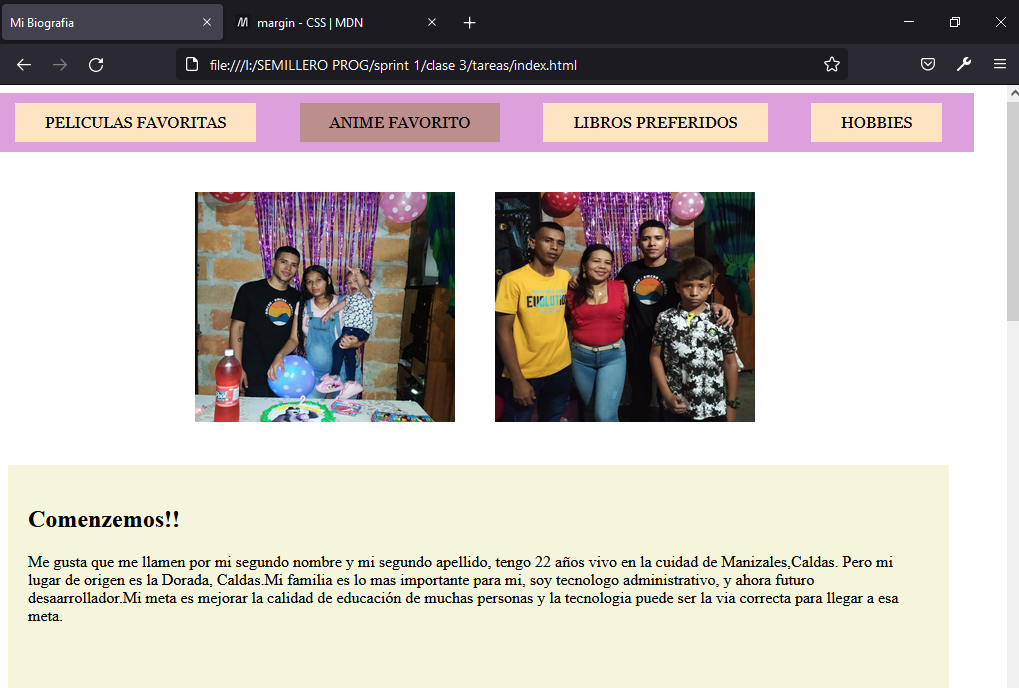 Mi Biografia
margin - CSS | MDN
file:///I:/SEMILLERO PROG/sprint 1/clase 3/tareas/index.html
PELICULAS FAVORITAS ANIME FAVORITO LIBROS PREFERIDOS HOBBIES
Comenzemos!!
Me gusta que me llamen por mi segundo nombre y mi segundo apellido, tengo 22 años vivo en la cuidad de Manizales,Caldas. Pero mi
lugar de origen es la Dorada, Caldas.Mi familia es lo mas importante para mi, soy tecnologo administrativo, y ahora futuro
desaarrollador.Mi meta es mejorar la calidad de educación de muchas personas y la tecnologia puede ser la via correcta para llegar a esa
meta.